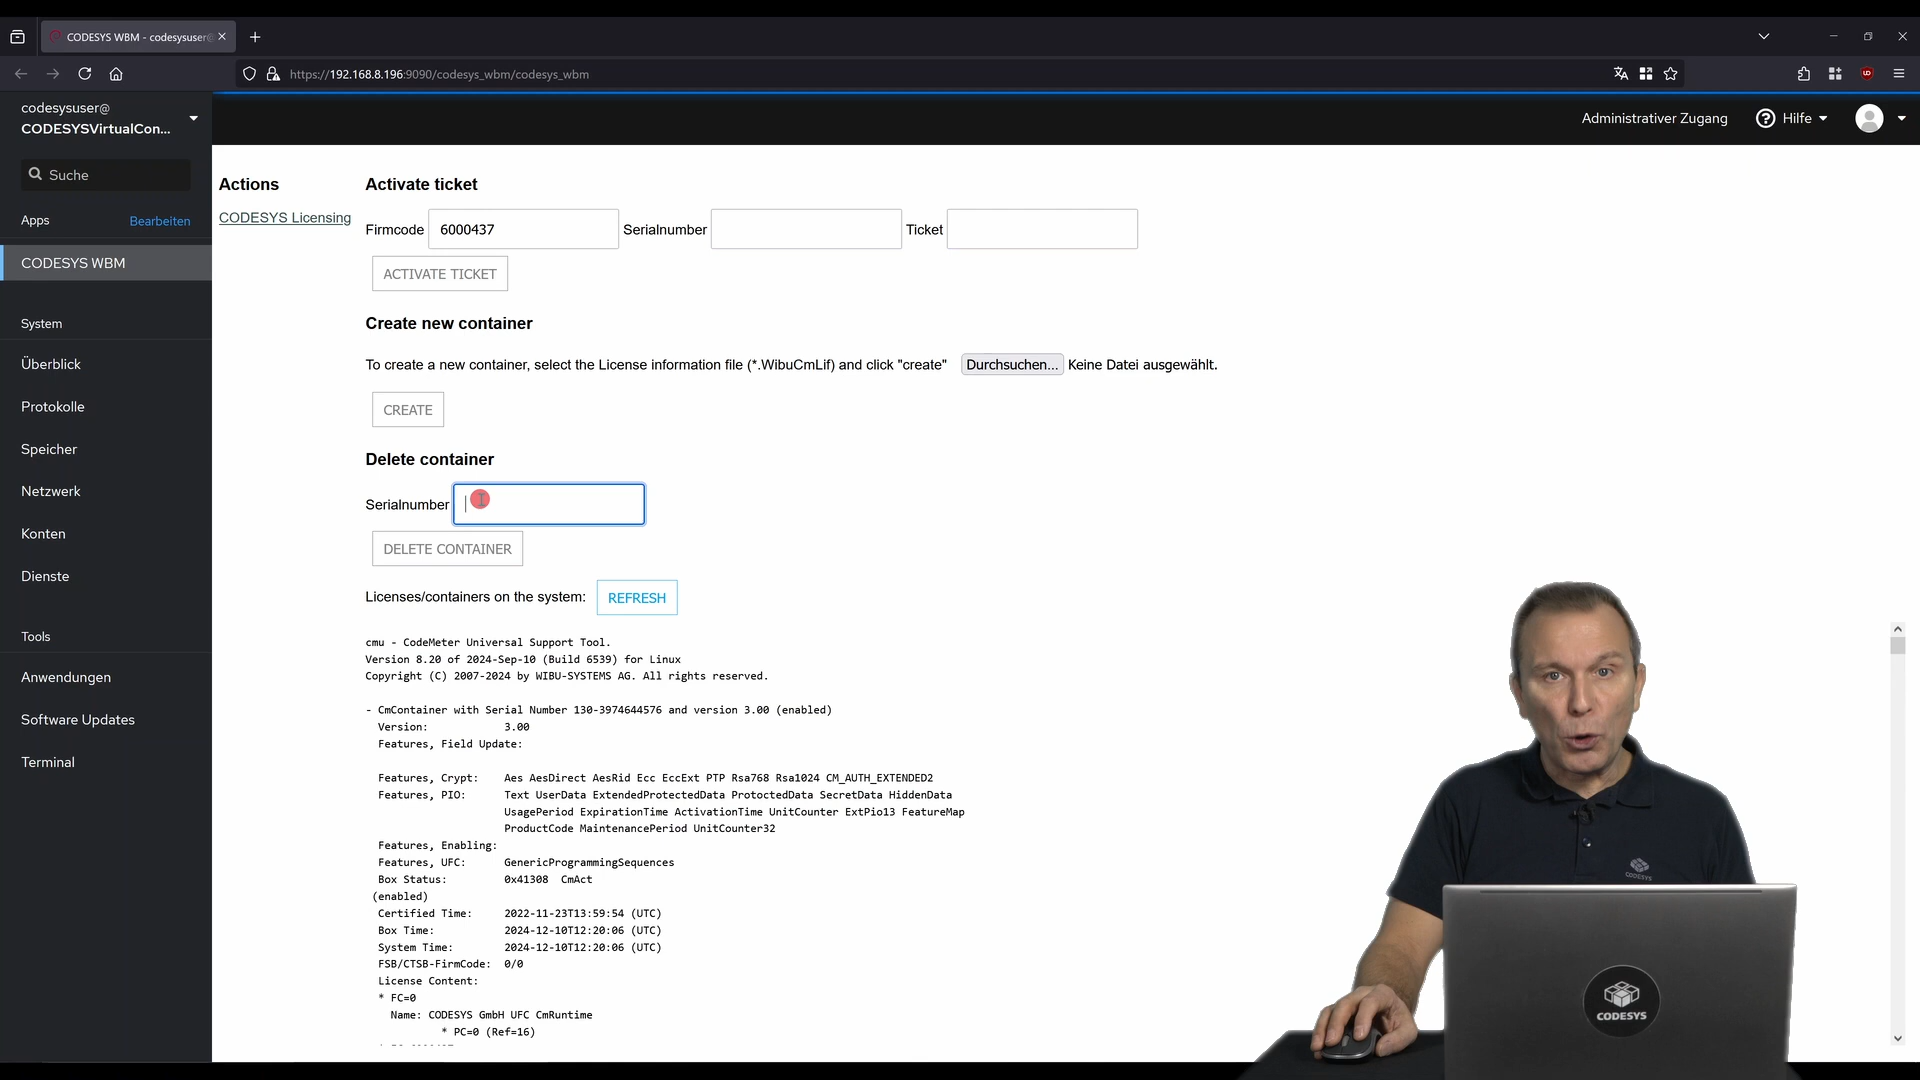 CODESYS WBM - codesysuser@
https://192.168.8.196:9090/codesys_wbm/codesys_wbm
codesysuser@
CODESYSVirtualCon...
Administrativer Zugang
Hilfe
Suche
Apps
Bearbeiten
CODESYS WBM
System
Überblick
Protokolle
Speicher
Netzwerk
Konten
Dienste
Tools
Anwendungen
Software Updates
Terminal
Actions
CODESYS Licensing
Activate ticket
Firmcode 6000437 Serialnumber Ticket
ACTIVATE TICKET
Create new container
To create a new container, select the License information file (*.WibuCmLif) and click "create" Durchsuchen... Keine Datei ausgewählt.
CREATE
Delete container
Serialnumber
DELETE CONTAINER
Licenses/containers on the system: REFRESH
cmu - CodeMeter Universal Support Tool.
Version 8.20 of 2024-Sep-10 (Build 6539) for Linux
Copyright (C) 2007-2024 by WIBU-SYSTEMS AG. All rights reserved.
- CmContainer with Serial Number 130-3974644576 and version 3.00 (enabled)
Version: 3.00
Features, Field Update:
Features, Crypt: Aes AesDirect AesRid Ecc EccExt PTP Rsa768 Rsa1024 CM_AUTH_EXTENDED2
Features, PIO: Text UserData ExtendedProtectedData ProtoctedData SecretData HiddenData
UsagePeriod ExpirationTime ActivationTime UnitCounter ExtPio13 FeatureMap
ProductCode MaintenancePeriod UnitCounter32
Features, Enabling:
Features, UFC: GenericProgrammingSequences
Box Status: 0x41308 CmAct
(enabled)
Certified Time: 2022-11-23T13:59:54 (UTC)
Box Time: 2024-12-10T12:20:06 (UTC)
System Time: 2024-12-10T12:20:06 (UTC)
FSB/CTSB-FirmCode: 0/0
License Content:
* FC=0
Name: CODESYS GmbH UFC CmRuntime
* PC=0 (Ref=16)
CODESYS
CODESYS